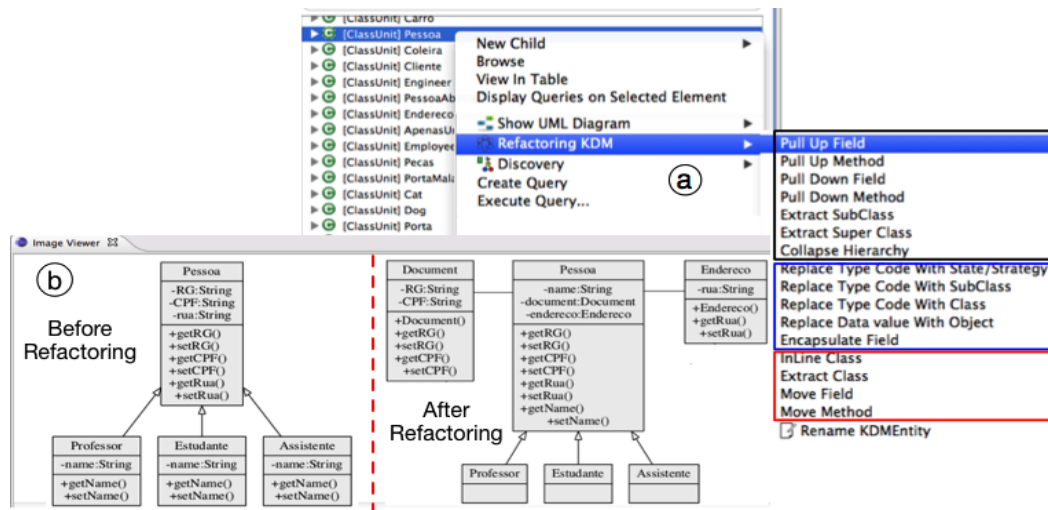 [ClassUnit] Carro
[ClassUnit] Pessoa
[ClassUnit] Coleira
[ClassUnit] Cliente
[ClassUnit] Engineer
[ClassUnit] PessoaAb
[ClassUnit] Endereco
[ClassUnit] ApenasU
[ClassUnit] Employee
[ClassUnit] Pecas
[ClassUnit] PortaMala
[ClassUnit] Cat
[ClassUnit] Dog
[ClassUnit] Porta
New Child
Browse
View In Table
Display Queries on Selected Element
Show UML Diagram
Refactoring KDM
Discovery
Create Query
Execute Query...
a
Pull Up Field
Pull Up Method
Pull Down Field
Pull Down Method
Extract SubClass
Extract Super Class
Collapse Hierarchy
Replace Type Code With State/Strategy
Replace Type Code With SubClass
Replace Type Code With Class
Replace Data value With Object
Encapsulate Field
InLine Class
Extract Class
Move Field
Move Method
Rename KDMEntity
Image Viewer
b
Before
Refactoring
Pessoa
-RG:String
-CPF:String
-rua:String
+getRG()
+setRG()
+getCPF()
+setCPF()
+getRua()
+setRua()
Professor
-name:String
+getName()
+setName()
Estudante
-name:String
+getName()
+setName()
Assistente
-name:String
+getName()
+setName()
After
Refactoring
Document
-RG:String
-CPF:String
+Document()
+getRG()
+setRG()
+getCPF()
+setCPF()
Pessoa
-name:String
-document:Document
-endereco:Endereco
+getRG()
+setRG()
+getCPF()
+setCPF()
+getRua()
+setRua()
+getName()
+setName()
Endereco
-rua:String
+Endereco()
+getRua()
+setRua()
Professor
Estudante
Assistente